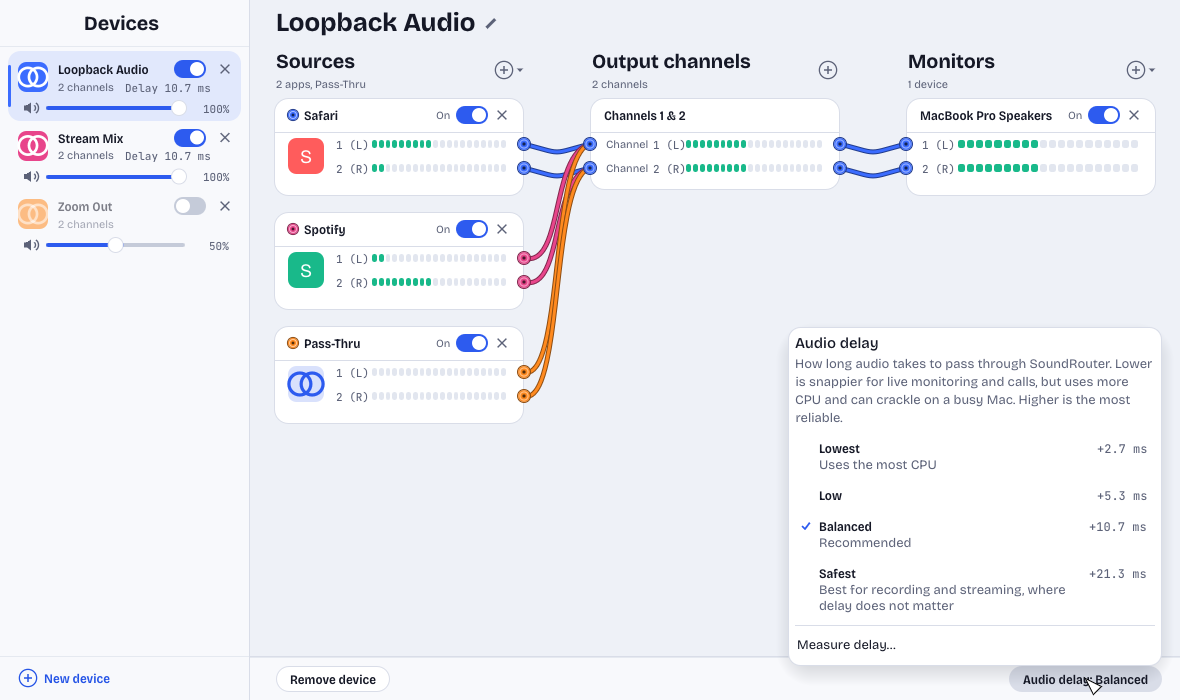 Devices
Loopback Audio
2 channels Delay 10.7 ms
100%
Stream Mix
2 channels Delay 10.7 ms
100%
Zoom Out
2 channels
50%
New device
Loopback Audio
Sources
2 apps, Pass-Thru
Safari On
S
1 (L)
2 (R)
Spotify On
S
1 (L)
2 (R)
Pass-Thru On
1 (L)
2 (R)
Output channels
2 channels
Channels 1 & 2
Channel 1 (L)
Channel 2 (R)
Monitors
1 device
MacBook Pro Speakers On
1 (L)
2 (R)
Audio delay
How long audio takes to pass through SoundRouter. Lower
is snappier for live monitoring and calls, but uses more
CPU and can crackle on a busy Mac. Higher is the most
reliable.
Lowest +2.7 ms
Uses the most CPU
Low +5.3 ms
Balanced +10.7 ms
Recommended
Safest +21.3 ms
Best for recording and streaming, where
delay does not matter
Measure delay...
Remove device
Audio delay Balanced